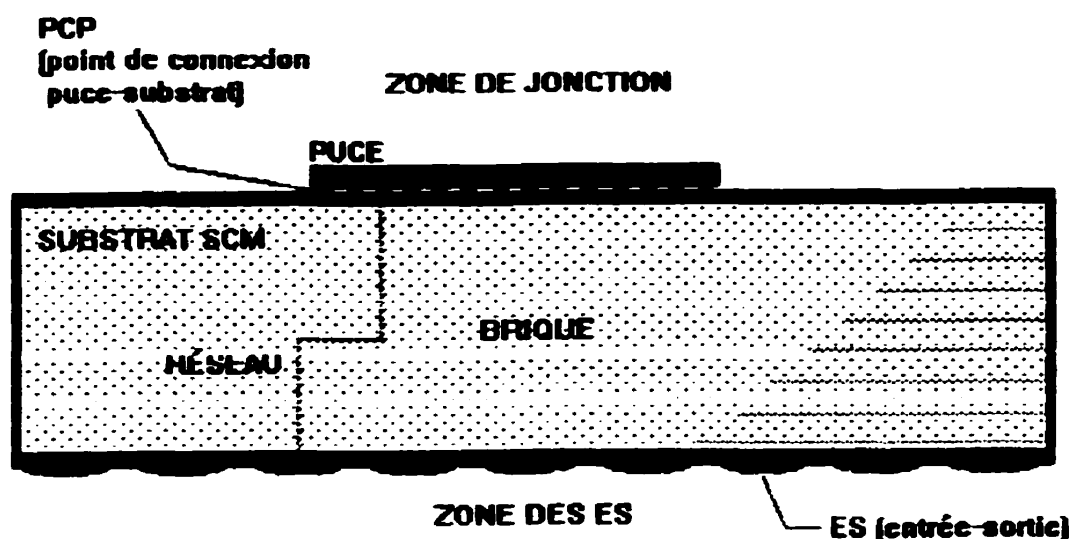 PCP
(point de connexion
puce-substrat)
ZONE DE JONCTION
PUCE
SUBSTRAT SCM
BRIQUE
RÉSEAU
ZONE DES ES
ES (entrée-sortie)